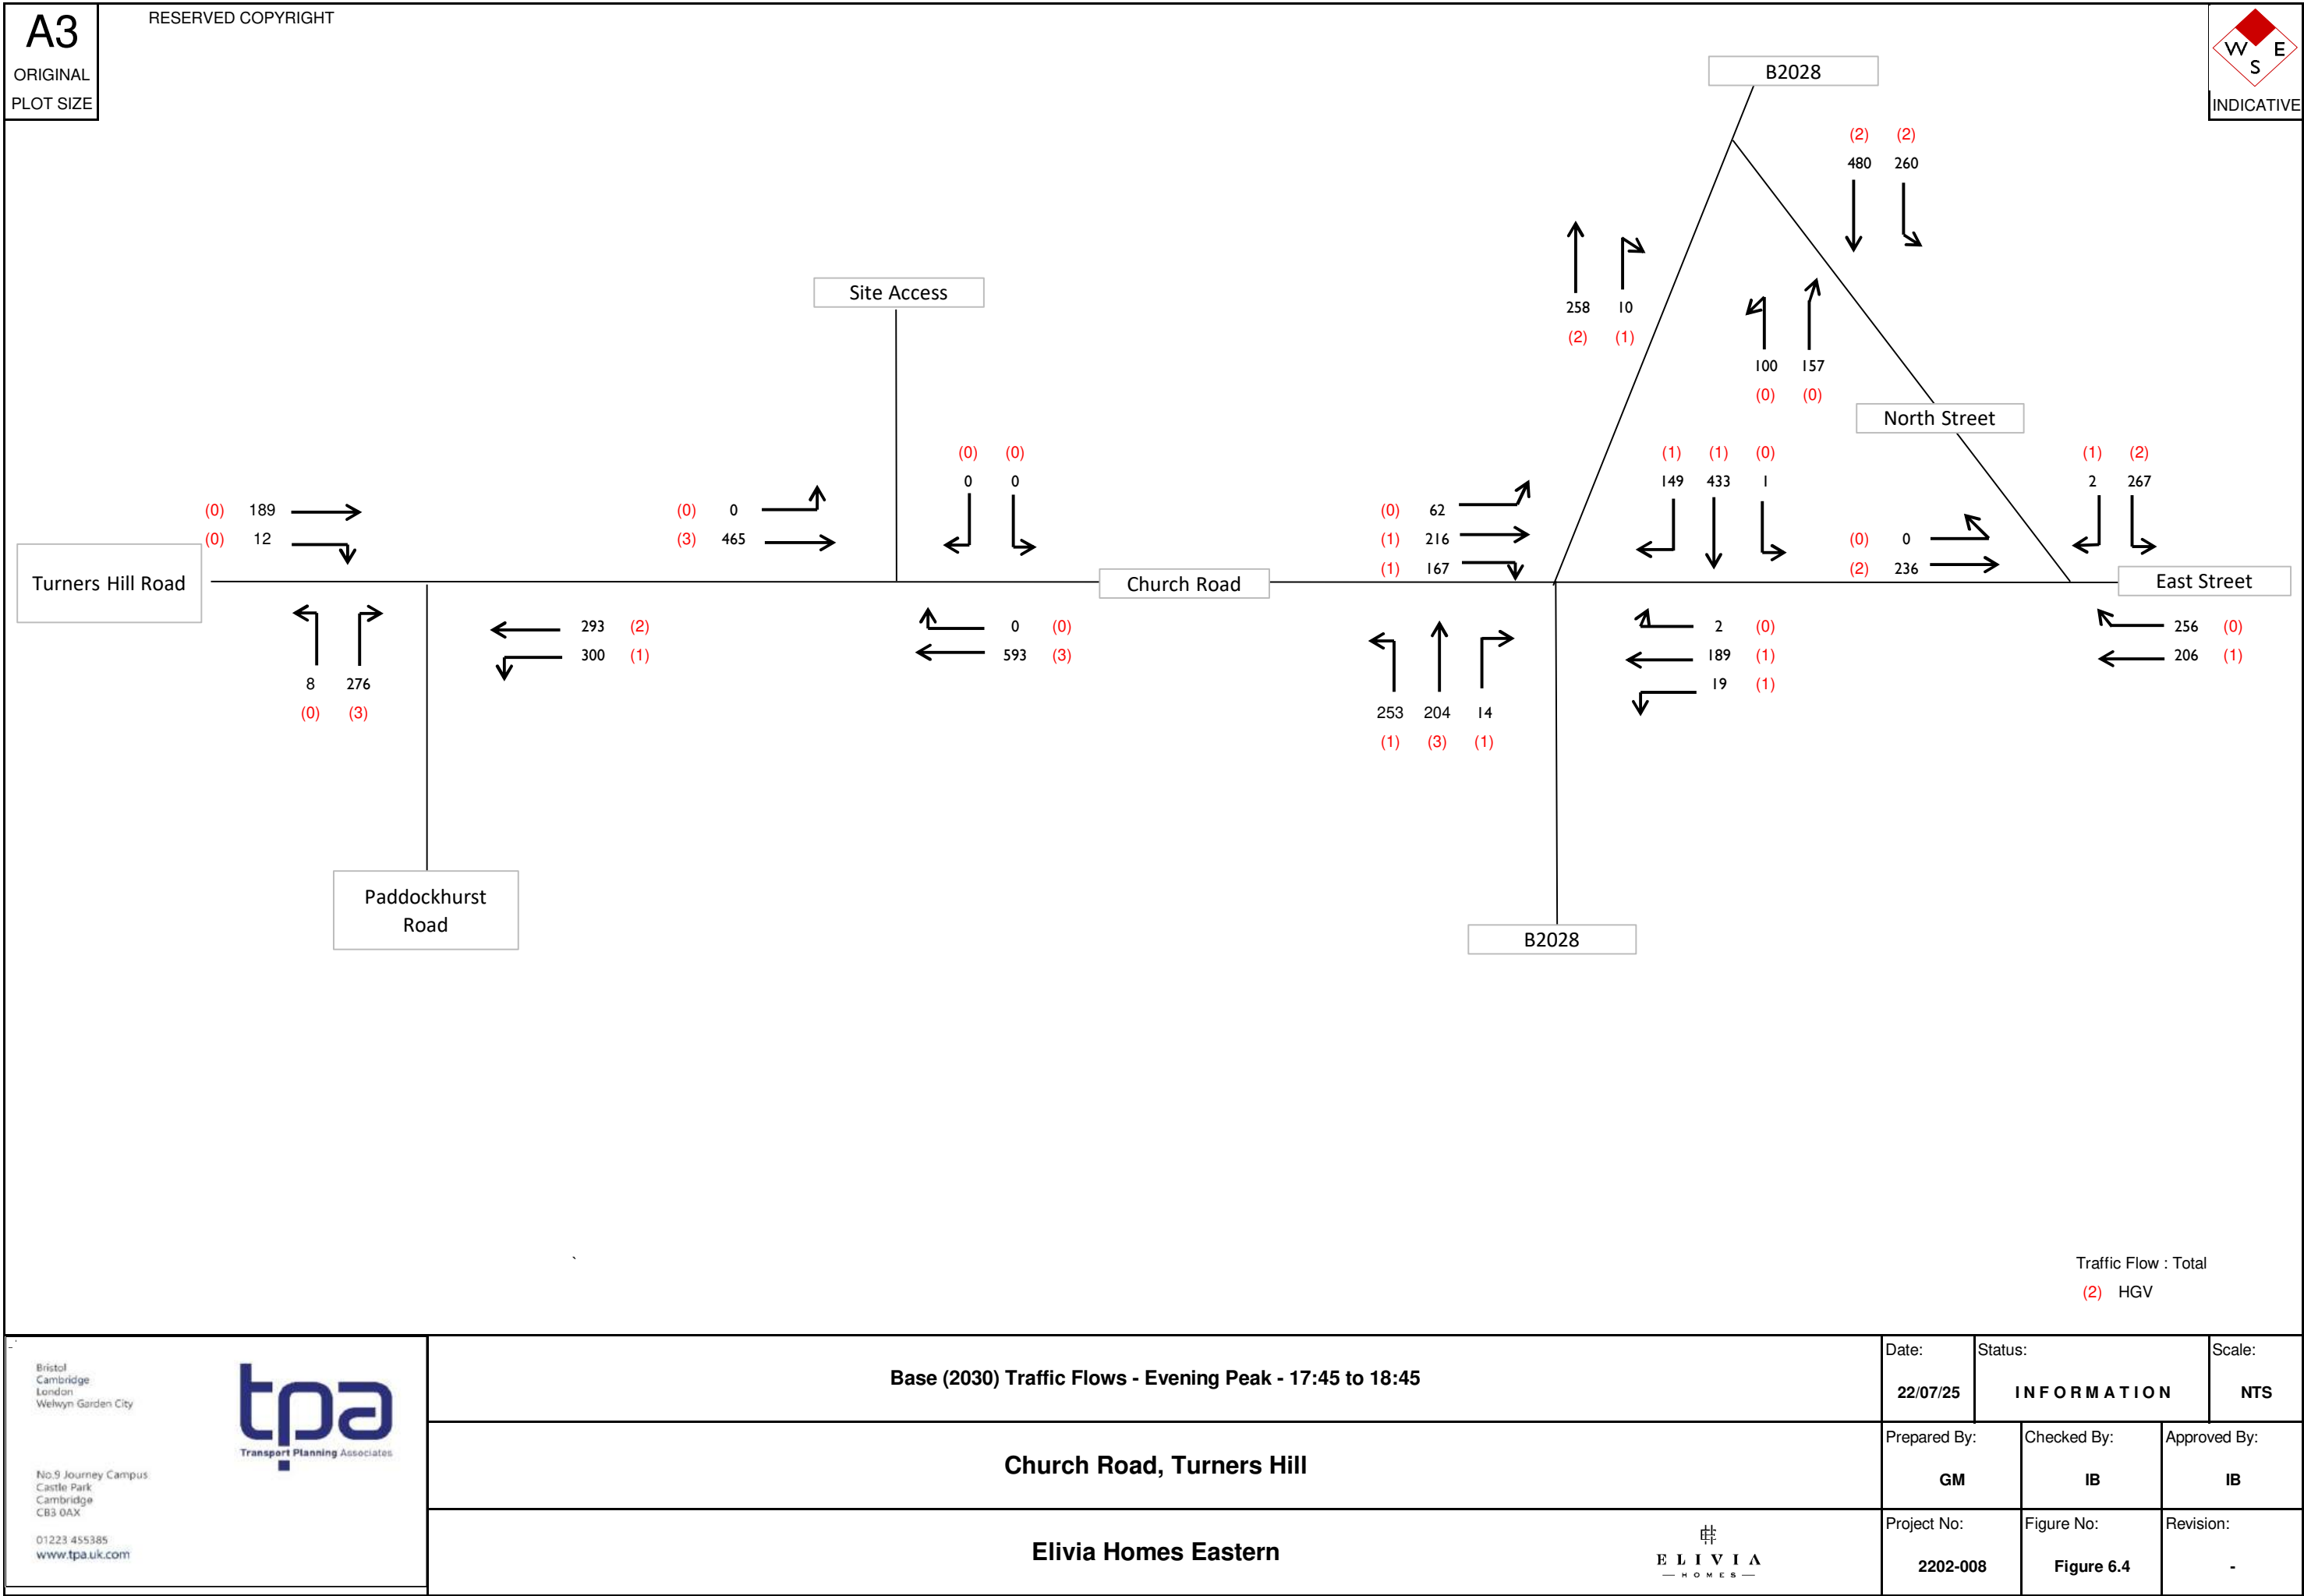 A3
ORIGINAL
PLOT SIZE
RESERVED COPYRIGHT
W E
S
INDICATIVE
B2028
(2) (2)
480 260
258 10
(2) (1)
100 157
(0) (0)
Site Access
North Street
(0) (0)
0 0
(1) (1) (0)
149 433 1
(1) (2)
2 267
(0) 189
(0) 12
(0) 0
(3) 465
(0) 62
(1) 216
(1) 167
(0) 0
(2) 236
Turners Hill Road
Church Road
East Street
8 276
(0) (3)
293 (2)
300 (1)
0 (0)
593 (3)
253 204 14
(1) (3) (1)
2 (0)
189 (1)
19 (1)
256 (0)
206 (1)
Paddockhurst
Road
B2028
`
Traffic Flow : Total
(2) HGV
Bristol
Cambridge
London
Welwyn Garden City
tpa
Transport Planning Associates
No.9 Journey Campus
Castle Park
Cambridge
CB3 0AX
01223 455385
www.tpa.uk.com
Base (2030) Traffic Flows - Evening Peak - 17:45 to 18:45
Church Road, Turners Hill
Elivia Homes Eastern
ELIVIA
HOMES
Date:
22/07/25
Status:
INFORMATION
Scale:
NTS
Prepared By:
GM
Checked By:
IB
Approved By:
IB
Project No:
2202-008
Figure No:
Figure 6.4
Revision:
-